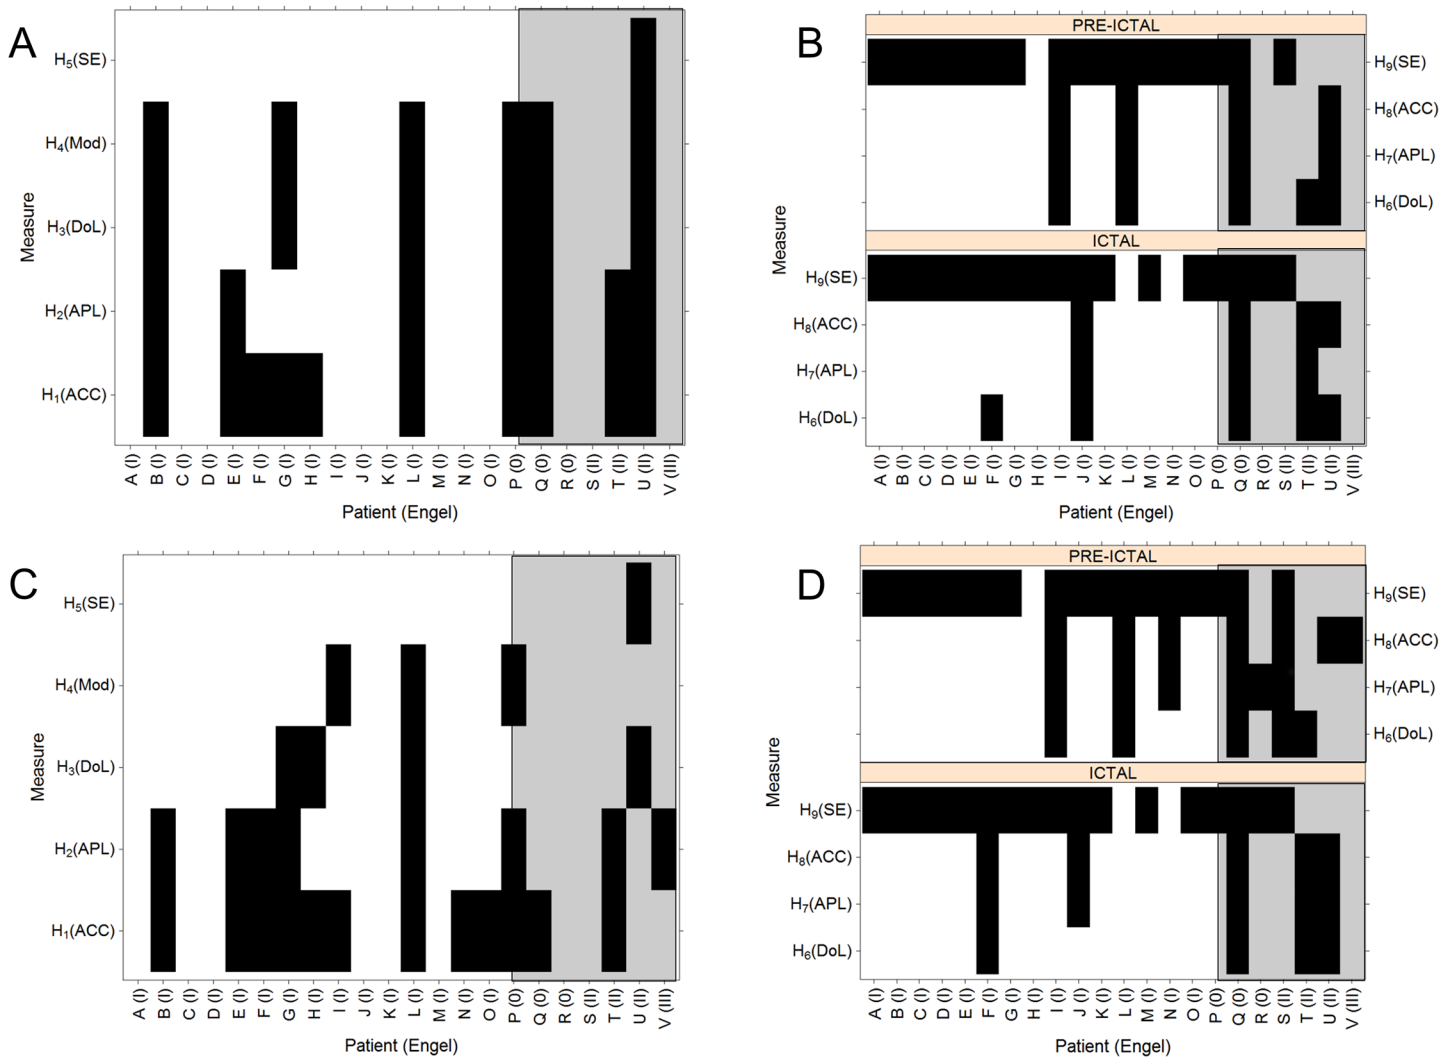 A
H5(SE)
H4(Mod)
H3(DoL)
H2(APL)
H1(ACC)
Measure
A (I) B (I) C (I) D (I) E (I) F (I) G (I) H (I) I (I) J (I) K (I) L (I) M (I) N (I) O (I) P (0) Q (0) R (0) S (II) T (II) U (II) V (III)
Patient (Engel)
B
PRE-ICTAL
H9(SE)
H8(ACC)
H7(APL)
H6(DoL)
Measure
ICTAL
H9(SE)
H8(ACC)
H7(APL)
H6(DoL)
A (I) B (I) C (I) D (I) E (I) F (I) G (I) H (I) I (I) J (I) K (I) L (I) M (I) N (I) O (I) P (0) Q (0) R (0) S (II) T (II) U (II) V (III)
Patient (Engel)
C
H5(SE)
H4(Mod)
H3(DoL)
H2(APL)
H1(ACC)
Measure
A (I) B (I) C (I) D (I) E (I) F (I) G (I) H (I) I (I) J (I) K (I) L (I) M (I) N (I) O (I) P (0) Q (0) R (0) S (II) T (II) U (II) V (III)
Patient (Engel)
D
PRE-ICTAL
H9(SE)
H8(ACC)
H7(APL)
H6(DoL)
Measure
ICTAL
H9(SE)
H8(ACC)
H7(APL)
H6(DoL)
A (I) B (I) C (I) D (I) E (I) F (I) G (I) H (I) I (I) J (I) K (I) L (I) M (I) N (I) O (I) P (0) Q (0) R (0) S (II) T (II) U (II) V (III)
Patient (Engel)